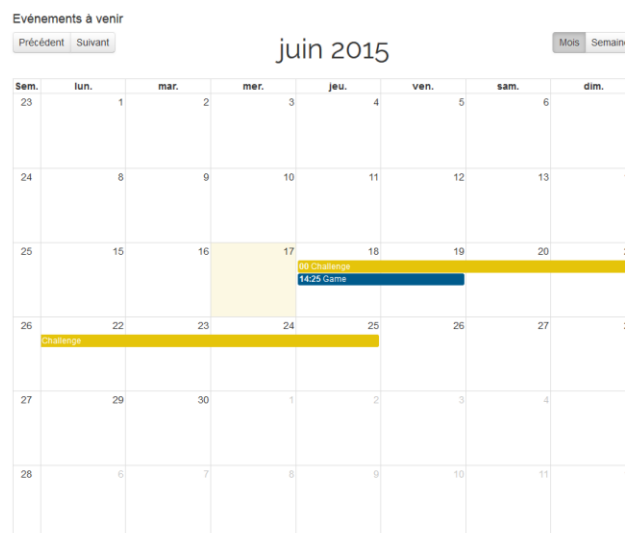 Evénements à venir
Précédent Suivant
juin 2015
Mois Semaine
Sem. lun. mar. mer. jeu. ven. sam. dim.
23 1 2 3 4 5 6
24 8 9 10 11 12 13
25 15 16 17 18 19 20
00 Challenge
14:25 Game
26 22 23 24 25 26 27
Challenge
27 29 30 1 2 3 4
28 6 7 8 9 10 11